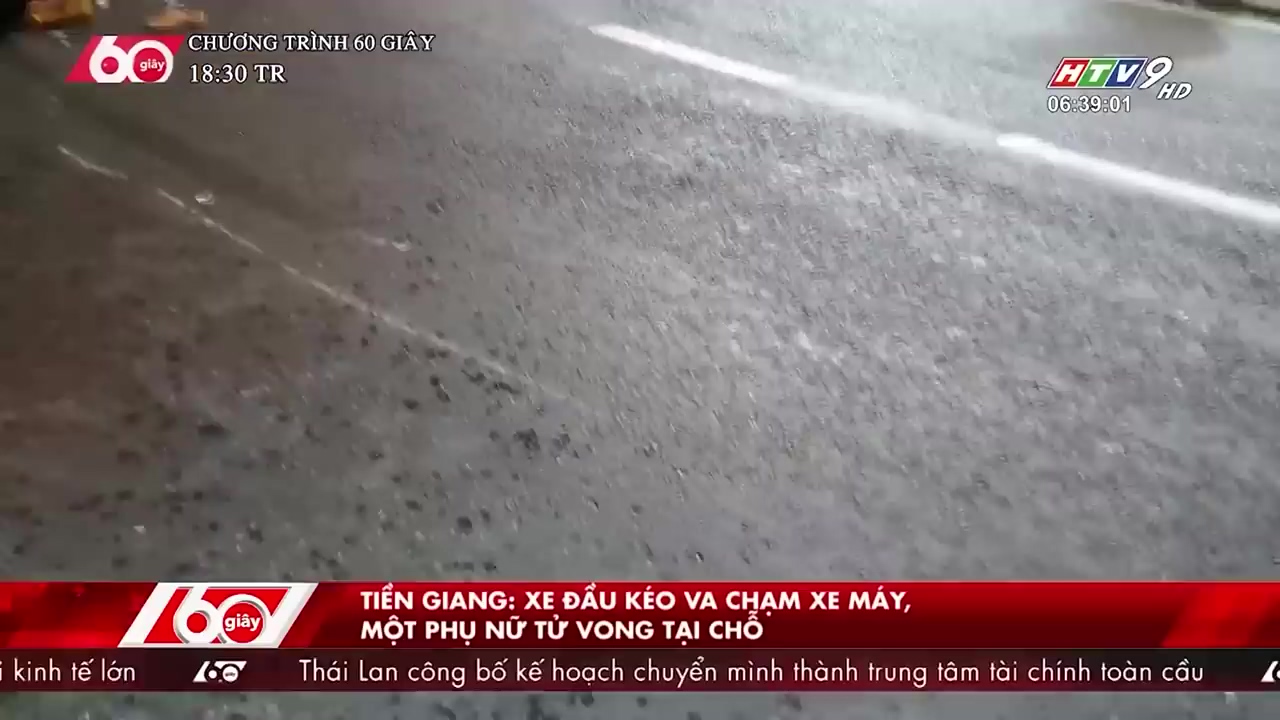 60 giây
CHƯƠNG TRÌNH 60 GIÂY
18:30 TR
HTV9 HD
06:39:01
60 giây
TIỀN GIANG: XE ĐẦU KÉO VA CHẠM XE MÁY,
MỘT PHỤ NỮ TỬ VONG TẠI CHỖ
i kinh tế lớn 60 giây Thái Lan công bố kế hoạch chuyển mình thành trung tâm tài chính toàn cầu